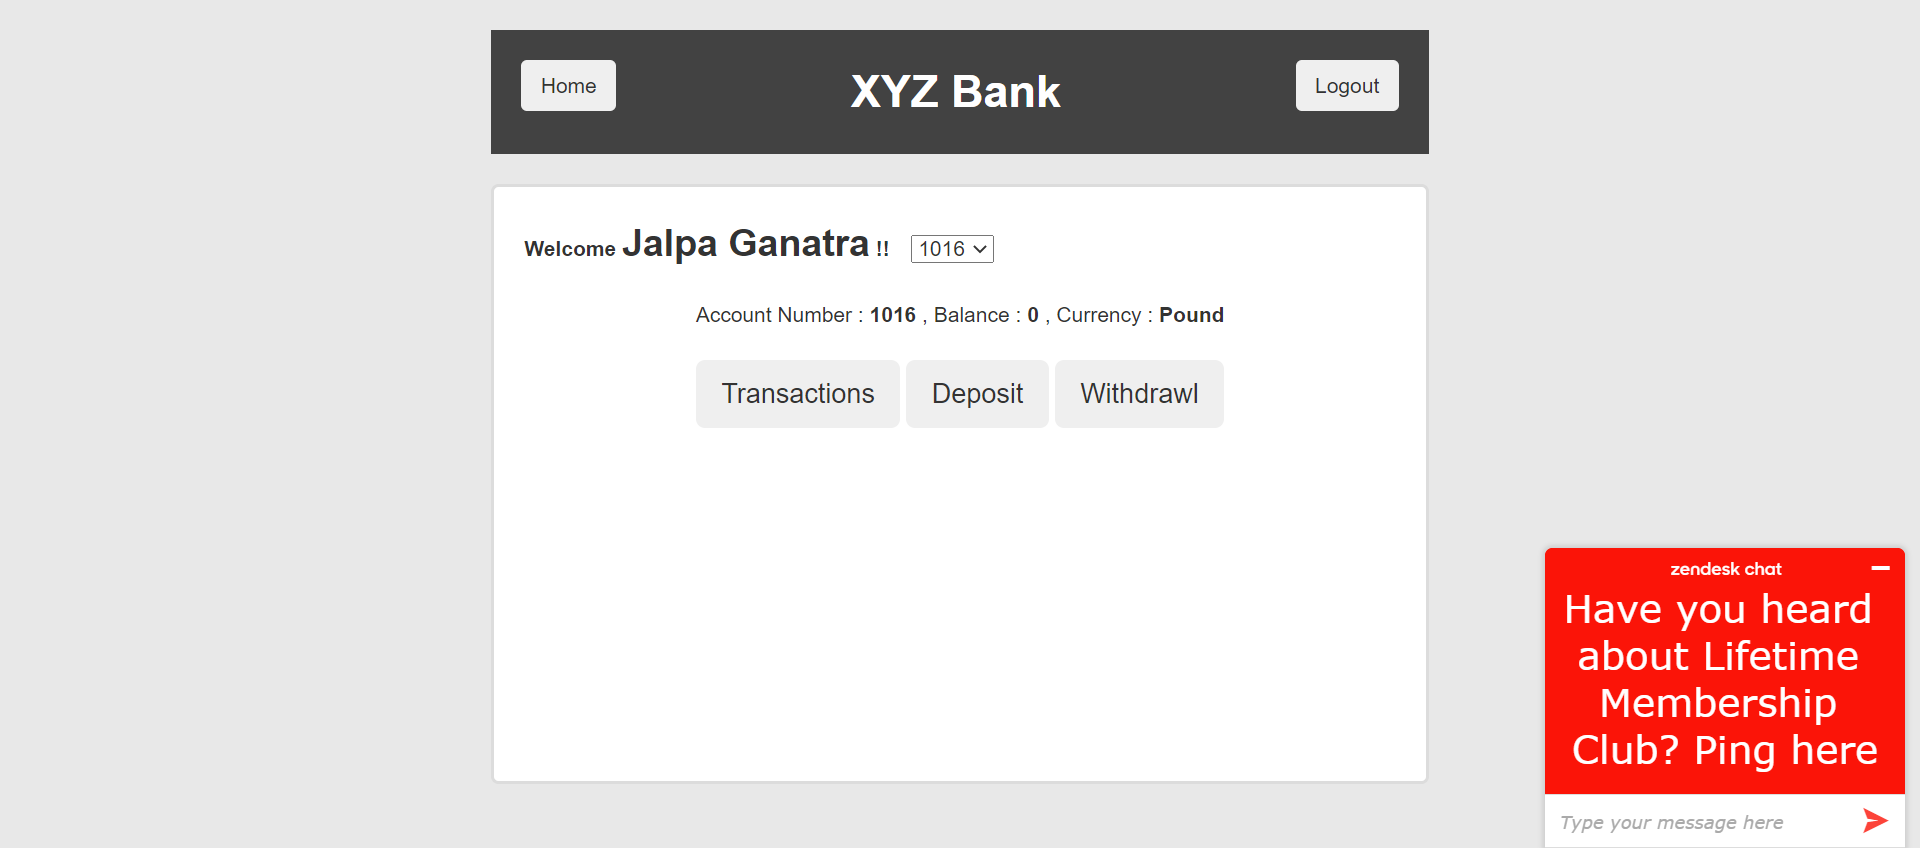 Home
XYZ Bank
Logout
Welcome Jalpa Ganatra !! 1016
Account Number : 1016 , Balance : 0 , Currency : Pound
Transactions
Deposit
Withdrawl
zendesk chat
Have you heard
about Lifetime
Membership
Club? Ping here
Type your message here